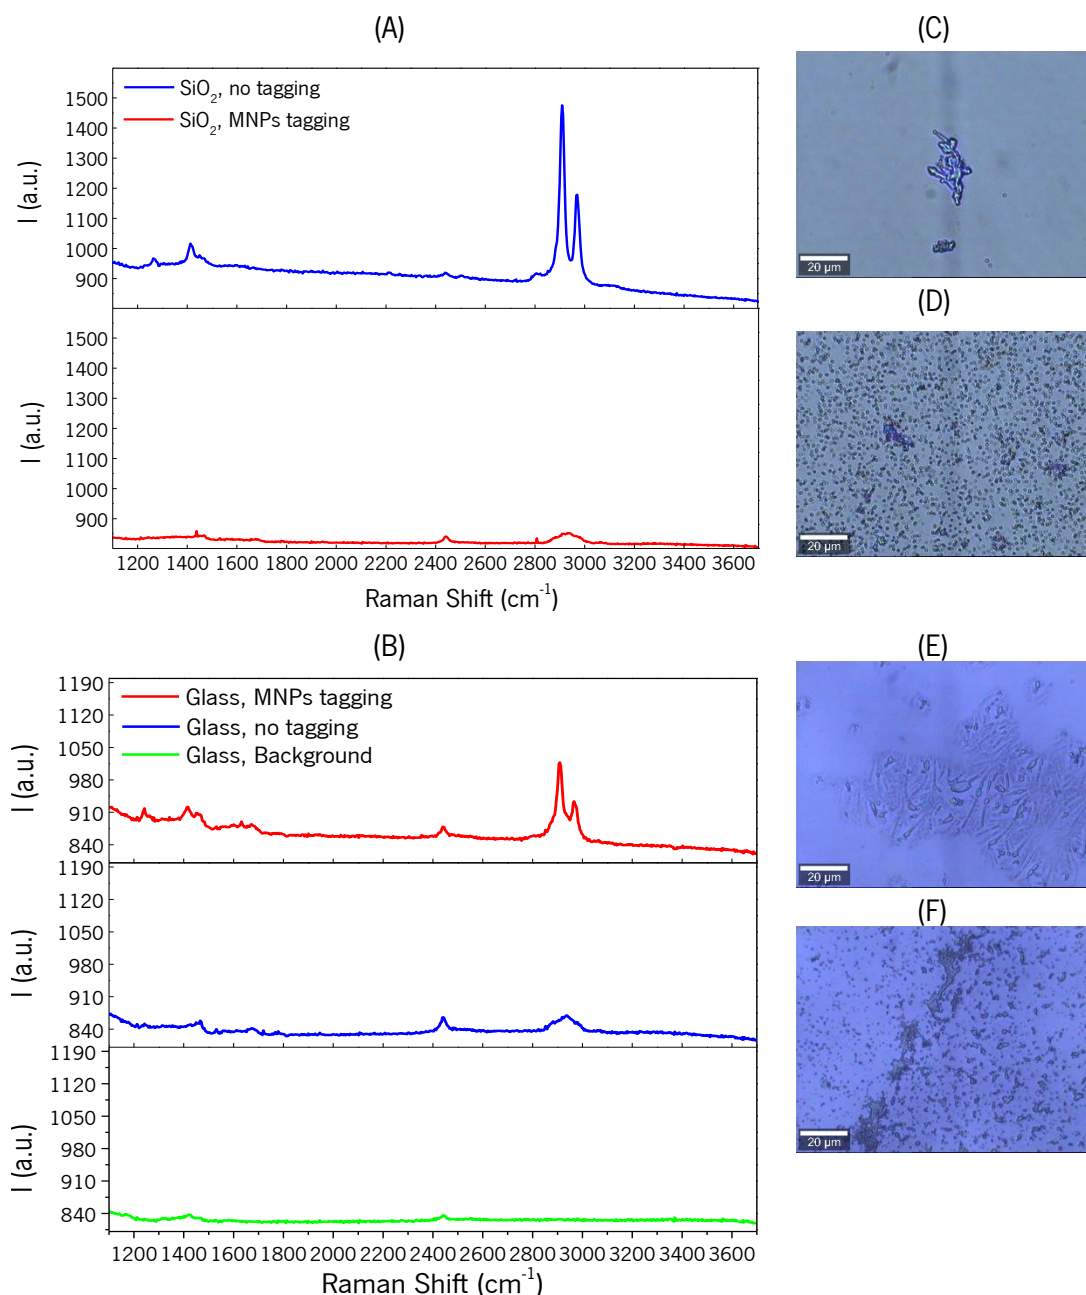 (A)
SiO2, no tagging
SiO2, MNPs tagging
I (a.u.)
1500
1400
1300
1200
1100
1000
900
I (a.u.)
1500
1400
1300
1200
1100
1000
900
1200 1400 1600 1800 2000 2200 2400 2600 2800 3000 3200 3400 3600
Raman Shift (cm-1)
(B)
Glass, MNPs tagging
Glass, no tagging
Glass, Background
I (a.u.)
1190
1120
1050
980
910
840
I (a.u.)
1190
1120
1050
980
910
840
I (a.u.)
1190
1120
1050
980
910
840
1200 1400 1600 1800 2000 2200 2400 2600 2800 3000 3200 3400 3600
Raman Shift (cm-1)
(C)
20 µm
(D)
20 µm
(E)
20 µm
(F)
20 µm